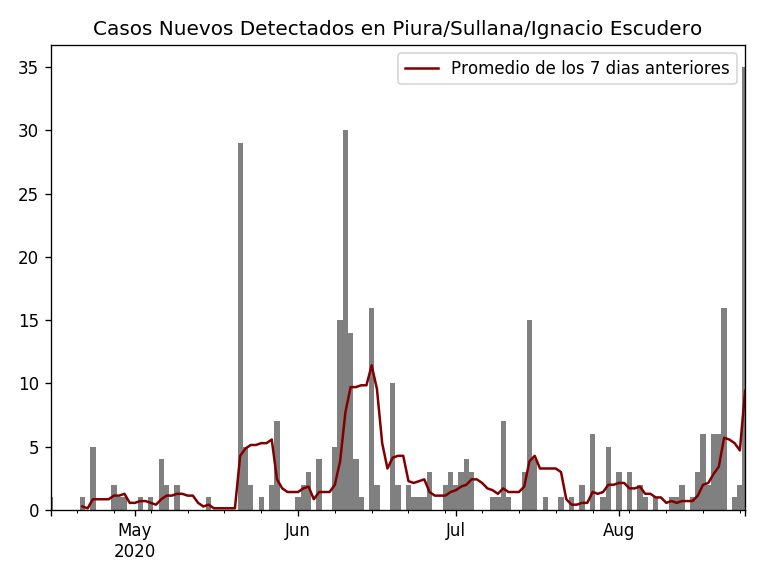 Casos Nuevos Detectados en Piura/Sullana/Ignacio Escudero
Promedio de los 7 dias anteriores
35
30
25
20
15
10
5
0
May
2020
Jun
Jul
Aug